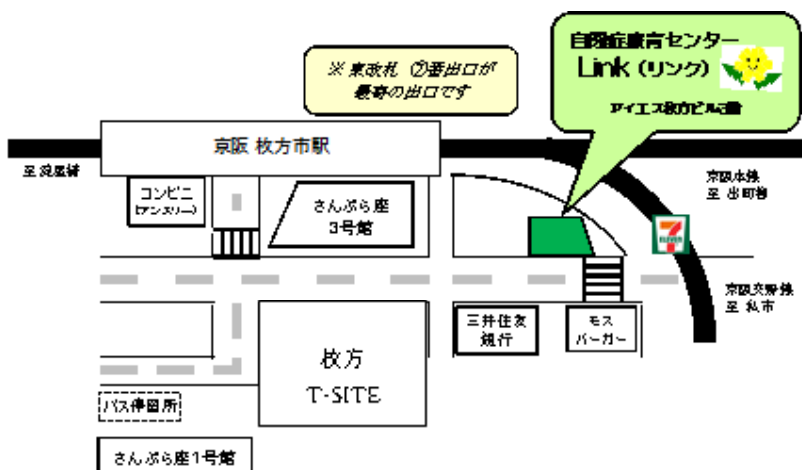 自閉症療育センター
Link (リンク)
アイエス枚方ビル3階
※ 東改札 ②番出口が
最寄の出口です
京阪 枚方市駅
至 淀屋橋
京阪本線
至 出町柳
コンビニ
(アンスリー)
さんぷら座
3号館
7
ELEVEN
京阪交野線
至 私市
三井住友
銀行
モス
バーガー
枚方
T-SITE
バス停留所
さんぷら座1号館